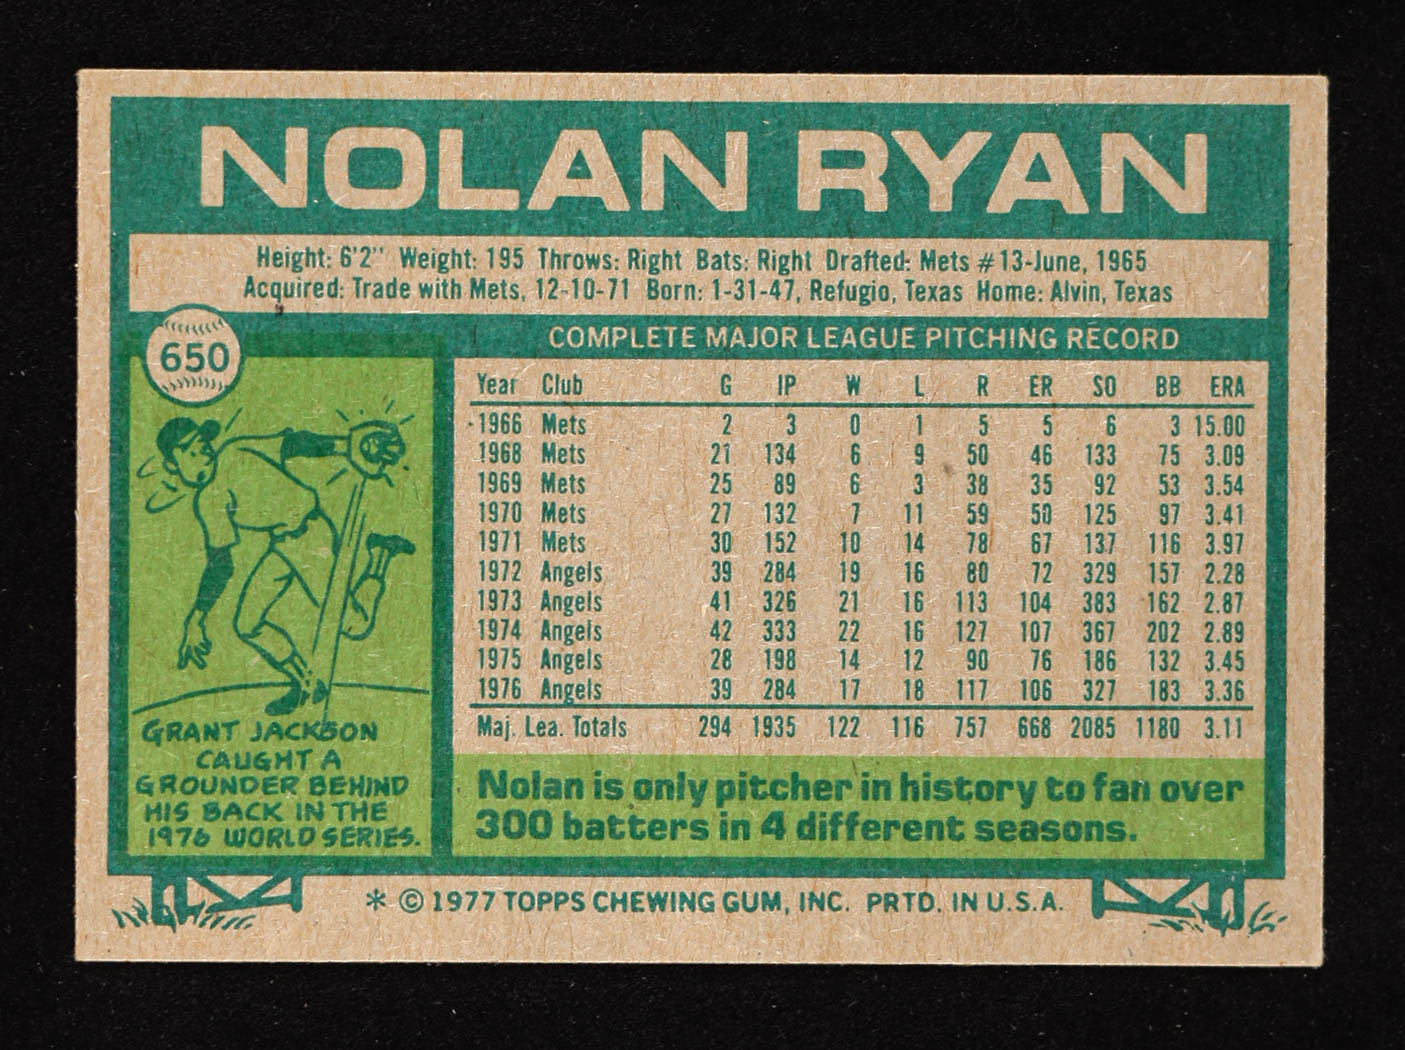 NOLAN RYAN
Height: 6'2" Weight: 195 Throws: Right Bats: Right Drafted: Mets #13-June, 1965
Acquired: Trade with Mets, 12-10-71 Born: 1-31-47, Refugio, Texas Home: Alvin, Texas
650
COMPLETE MAJOR LEAGUE PITCHING RECORD
Year Club G IP W L R ER SO BB ERA
1966 Mets 2 3 0 1 5 5 6 3 15.00
1968 Mets 21 134 6 9 50 46 133 75 3.09
1969 Mets 25 89 6 3 38 35 92 53 3.54
1970 Mets 27 132 7 11 59 50 125 97 3.41
1971 Mets 30 152 10 14 78 67 137 116 3.97
1972 Angels 39 284 19 16 80 72 329 157 2.28
1973 Angels 41 326 21 16 113 104 383 162 2.87
1974 Angels 42 333 22 16 127 107 367 202 2.89
1975 Angels 28 198 14 12 90 76 186 132 3.45
1976 Angels 39 284 17 18 117 106 327 183 3.36
Maj. Lea. Totals 294 1935 122 116 757 668 2085 1180 3.11
GRANT JACKSON
CAUGHT A
GROUNDER BEHIND
HIS BACK IN THE
1976 WORLD SERIES.
Nolan is only pitcher in history to fan over
300 batters in 4 different seasons.
* © 1977 TOPPS CHEWING GUM, INC. PRTD. IN U.S.A.